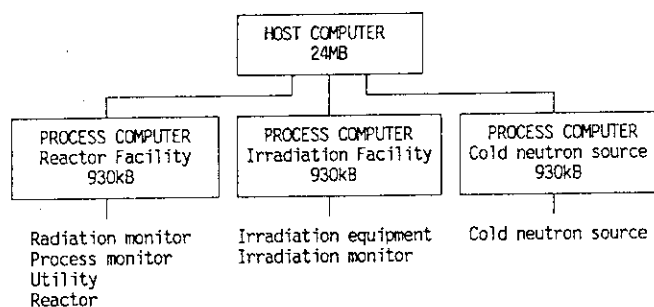 HOST COMPUTER
24MB
PROCESS COMPUTER
Reactor Facility
930kB
PROCESS COMPUTER
Irradiation Facility
930kB
PROCESS COMPUTER
Cold neutron source
930kB
Radiation monitor
Process monitor
Utility
Reactor
Irradiation equipment
Irradiation monitor
Cold neutron source